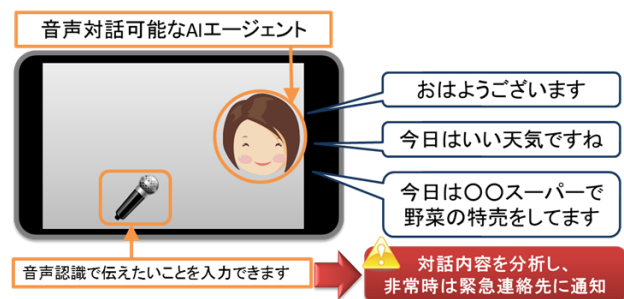 音声対話可能なAIエージェント
おはようございます
今日はいい天気ですね
今日は〇〇スーパーで
野菜の特売をしてます
音声認識で伝えたいことを入力できます
対話内容を分析し、
非常時は緊急連絡先に通知